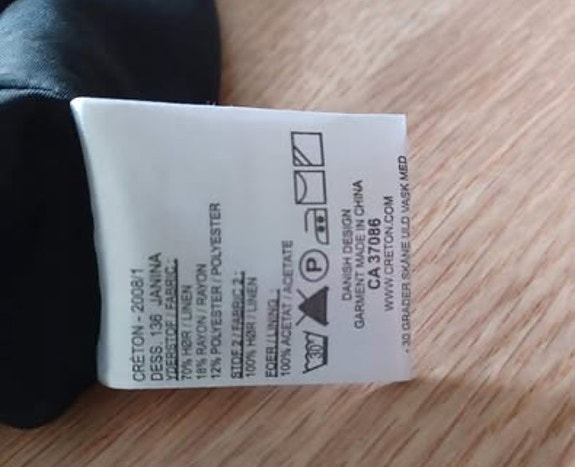 CRÉTON - 2008/1
DESS. 136 JANINA
YDERSTOF / FABRIC :
70% HØR / LINEN
18% RAYON / RAYON
12% POLYESTER / POLYESTER
STOF 2 / FABRIC 2 :
100% HØR / LINEN
FOER / LINING :
100% ACETAT / ACETATE
30° P
DANISH DESIGN
GARMENT MADE IN CHINA
CA 37086
WWW.CRETON.COM
- 30 GRADER SKÅNE ULD VASK MED